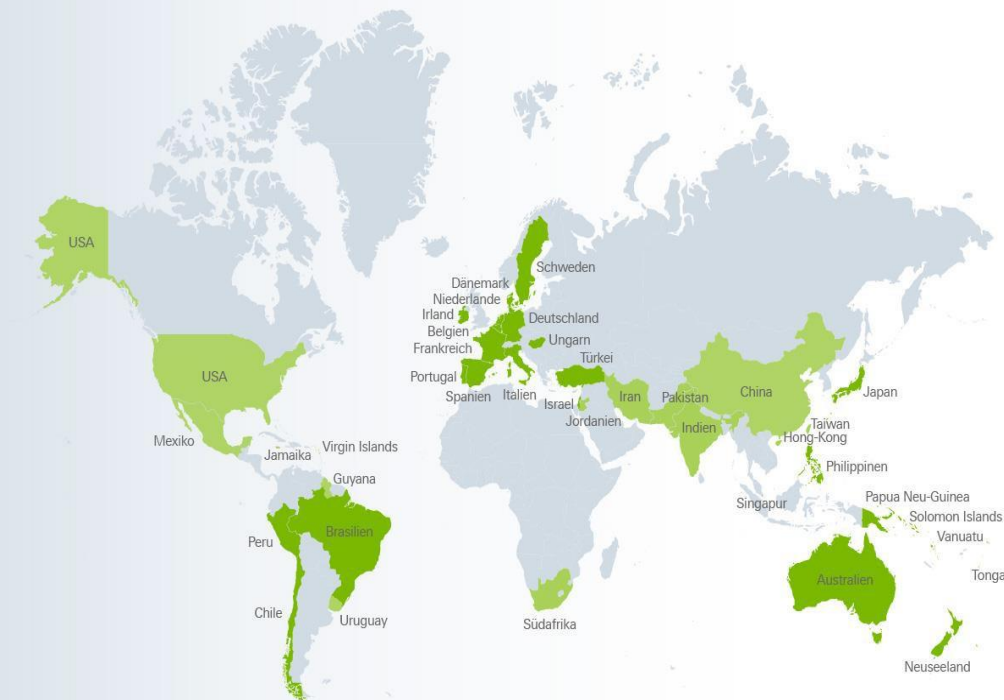 USA
Schweden
Dänemark
Niederlande
Irland
Deutschland
Belgien
Ungarn
Frankreich
Türkei
USA
Portugal
Spanien
Italien
Israel
Iran
Pakistan
China
Japan
Jordanien
Mexiko
Indien
Taiwan
Hong-Kong
Jamaika
Virgin Islands
Philippinen
Guyana
Singapur
Papua Neu-Guinea
Solomon Islands
Peru
Brasilien
Vanuatu
Australien
Tonga
Chile
Uruguay
Südafrika
Neuseeland